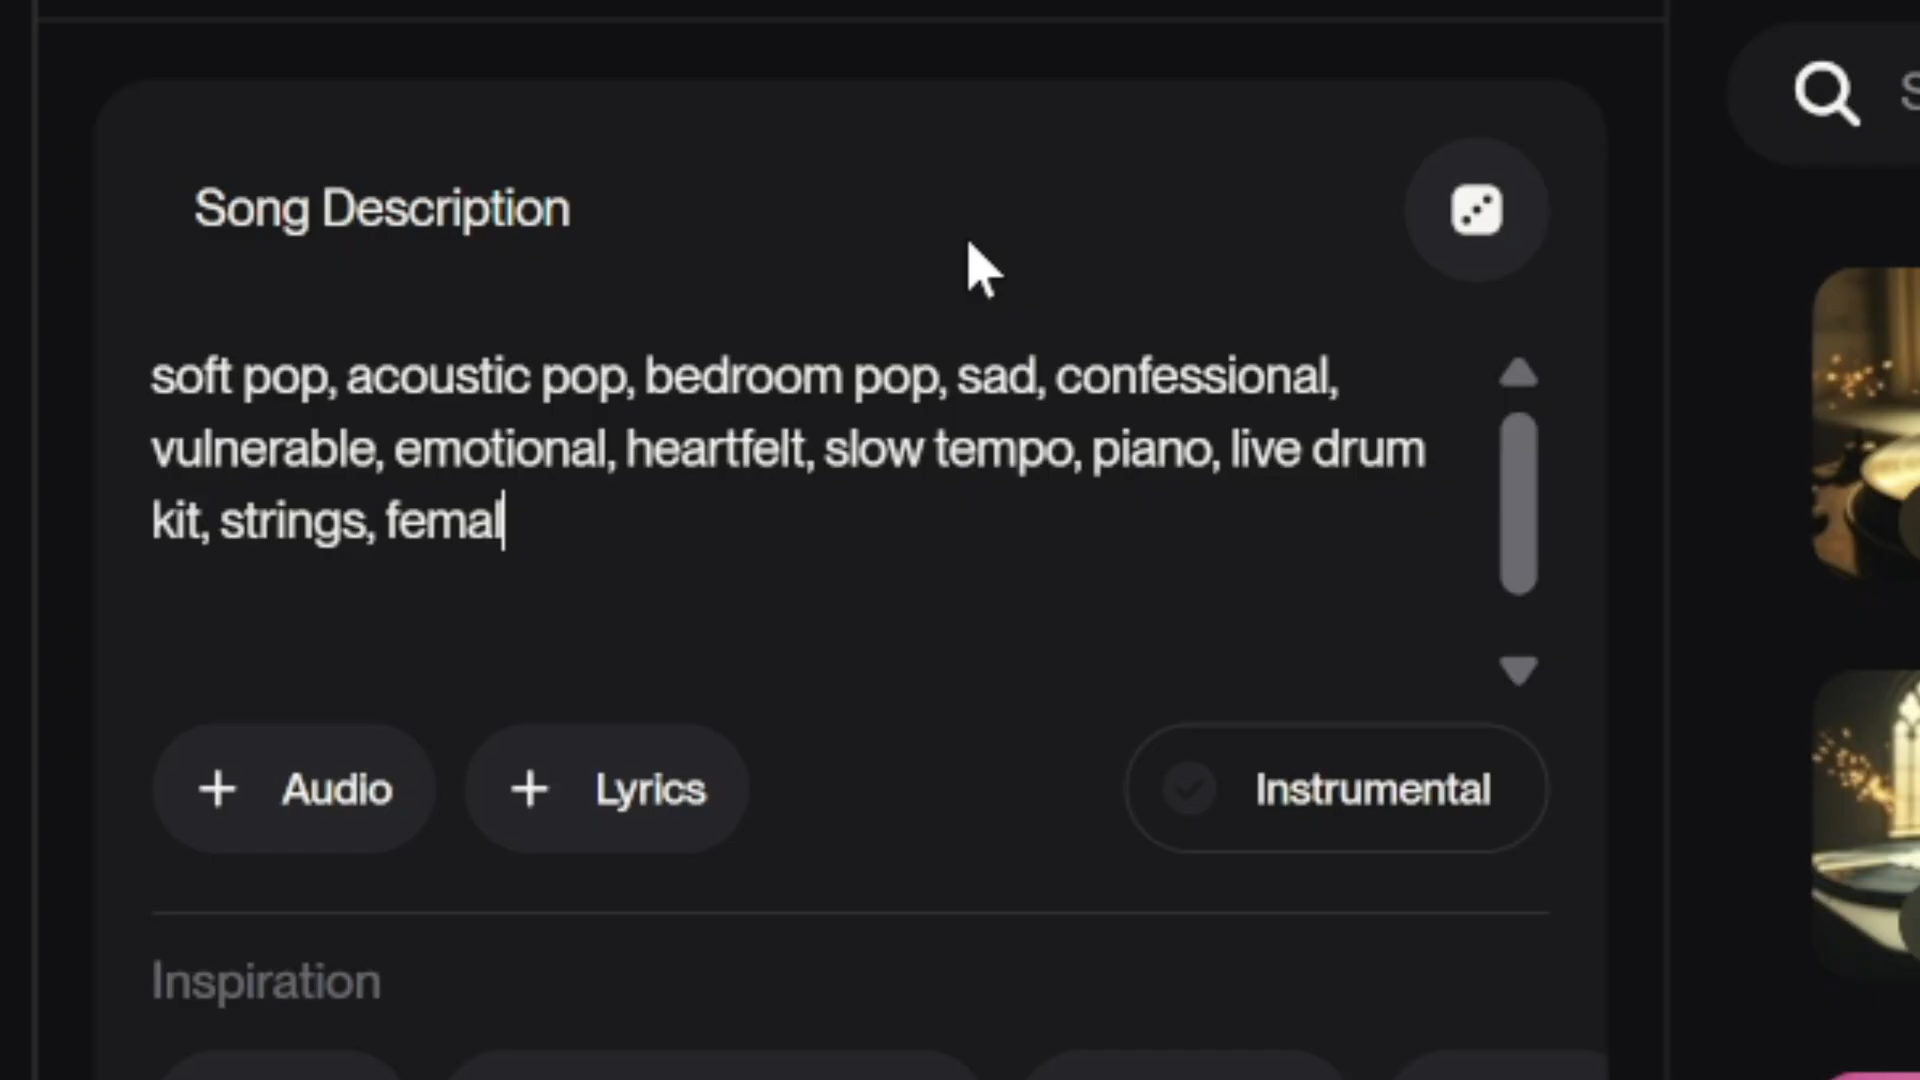 Song Description
soft pop, acoustic pop, bedroom pop, sad, confessional,
vulnerable, emotional, heartfelt, slow tempo, piano, live drum
kit, strings, femal
Audio
Lyrics
Instrumental
Inspiration